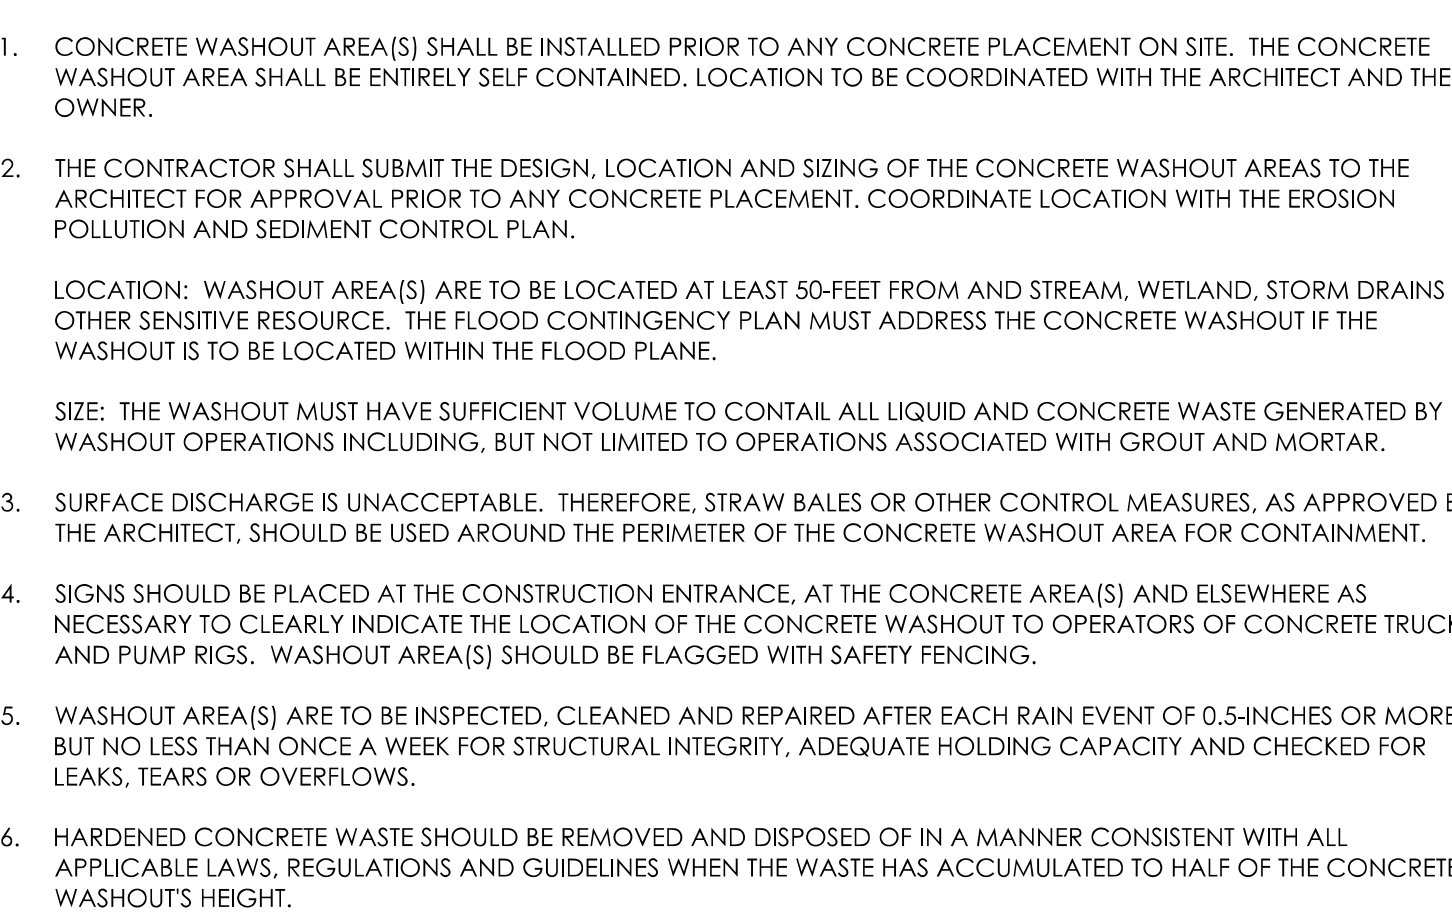 1. CONCRETE WASHOUT AREA(S) SHALL BE INSTALLED PRIOR TO ANY CONCRETE PLACEMENT ON SITE. THE CONCRETE
WASHOUT AREA SHALL BE ENTIRELY SELF CONTAINED. LOCATION TO BE COORDINATED WITH THE ARCHITECT AND THE
OWNER.
2. THE CONTRACTOR SHALL SUBMIT THE DESIGN, LOCATION AND SIZING OF THE CONCRETE WASHOUT AREAS TO THE
ARCHITECT FOR APPROVAL PRIOR TO ANY CONCRETE PLACEMENT. COORDINATE LOCATION WITH THE EROSION
POLLUTION AND SEDIMENT CONTROL PLAN.
LOCATION: WASHOUT AREA(S) ARE TO BE LOCATED AT LEAST 50-FEET FROM AND STREAM, WETLAND, STORM DRAINS
OTHER SENSITIVE RESOURCE. THE FLOOD CONTINGENCY PLAN MUST ADDRESS THE CONCRETE WASHOUT IF THE
WASHOUT IS TO BE LOCATED WITHIN THE FLOOD PLANE.
SIZE: THE WASHOUT MUST HAVE SUFFICIENT VOLUME TO CONTAIL ALL LIQUID AND CONCRETE WASTE GENERATED BY
WASHOUT OPERATIONS INCLUDING, BUT NOT LIMITED TO OPERATIONS ASSOCIATED WITH GROUT AND MORTAR.
3. SURFACE DISCHARGE IS UNACCEPTABLE. THEREFORE, STRAW BALES OR OTHER CONTROL MEASURES, AS APPROVED
THE ARCHITECT, SHOULD BE USED AROUND THE PERIMETER OF THE CONCRETE WASHOUT AREA FOR CONTAINMENT.
4. SIGNS SHOULD BE PLACED AT THE CONSTRUCTION ENTRANCE, AT THE CONCRETE AREA(S) AND ELSEWHERE AS
NECESSARY TO CLEARLY INDICATE THE LOCATION OF THE CONCRETE WASHOUT TO OPERATORS OF CONCRETE TRUCK
AND PUMP RIGS. WASHOUT AREA(S) SHOULD BE FLAGGED WITH SAFETY FENCING.
5. WASHOUT AREA(S) ARE TO BE INSPECTED, CLEANED AND REPAIRED AFTER EACH RAIN EVENT OF 0.5-INCHES OR MORE
BUT NO LESS THAN ONCE A WEEK FOR STRUCTURAL INTEGRITY, ADEQUATE HOLDING CAPACITY AND CHECKED FOR
LEAKS, TEARS OR OVERFLOWS.
6. HARDENED CONCRETE WASTE SHOULD BE REMOVED AND DISPOSED OF IN A MANNER CONSISTENT WITH ALL
APPLICABLE LAWS, REGULATIONS AND GUIDELINES WHEN THE WASTE HAS ACCUMULATED TO HALF OF THE CONCRETE
WASHOUT'S HEIGHT.